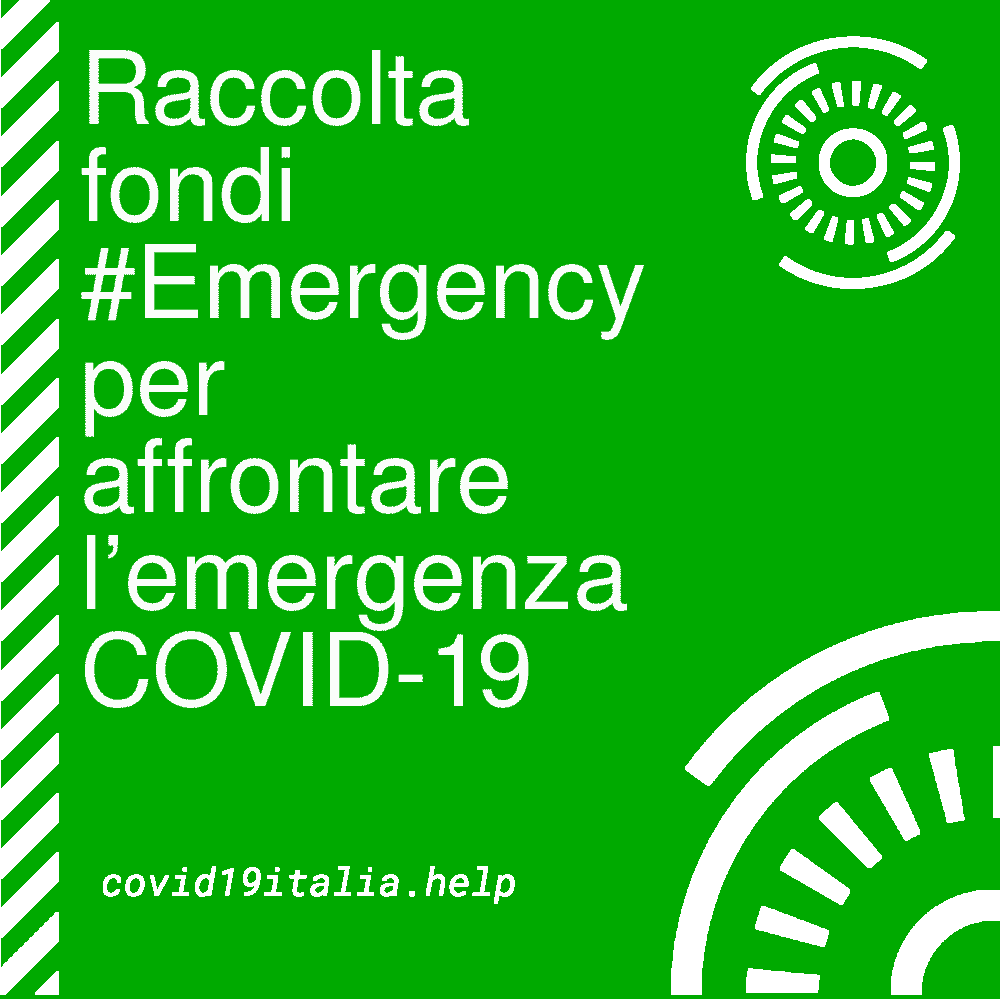 Raccolta
fondi
#Emergency
per
affrontare
l’emergenza
COVID-19
covid19italia.help